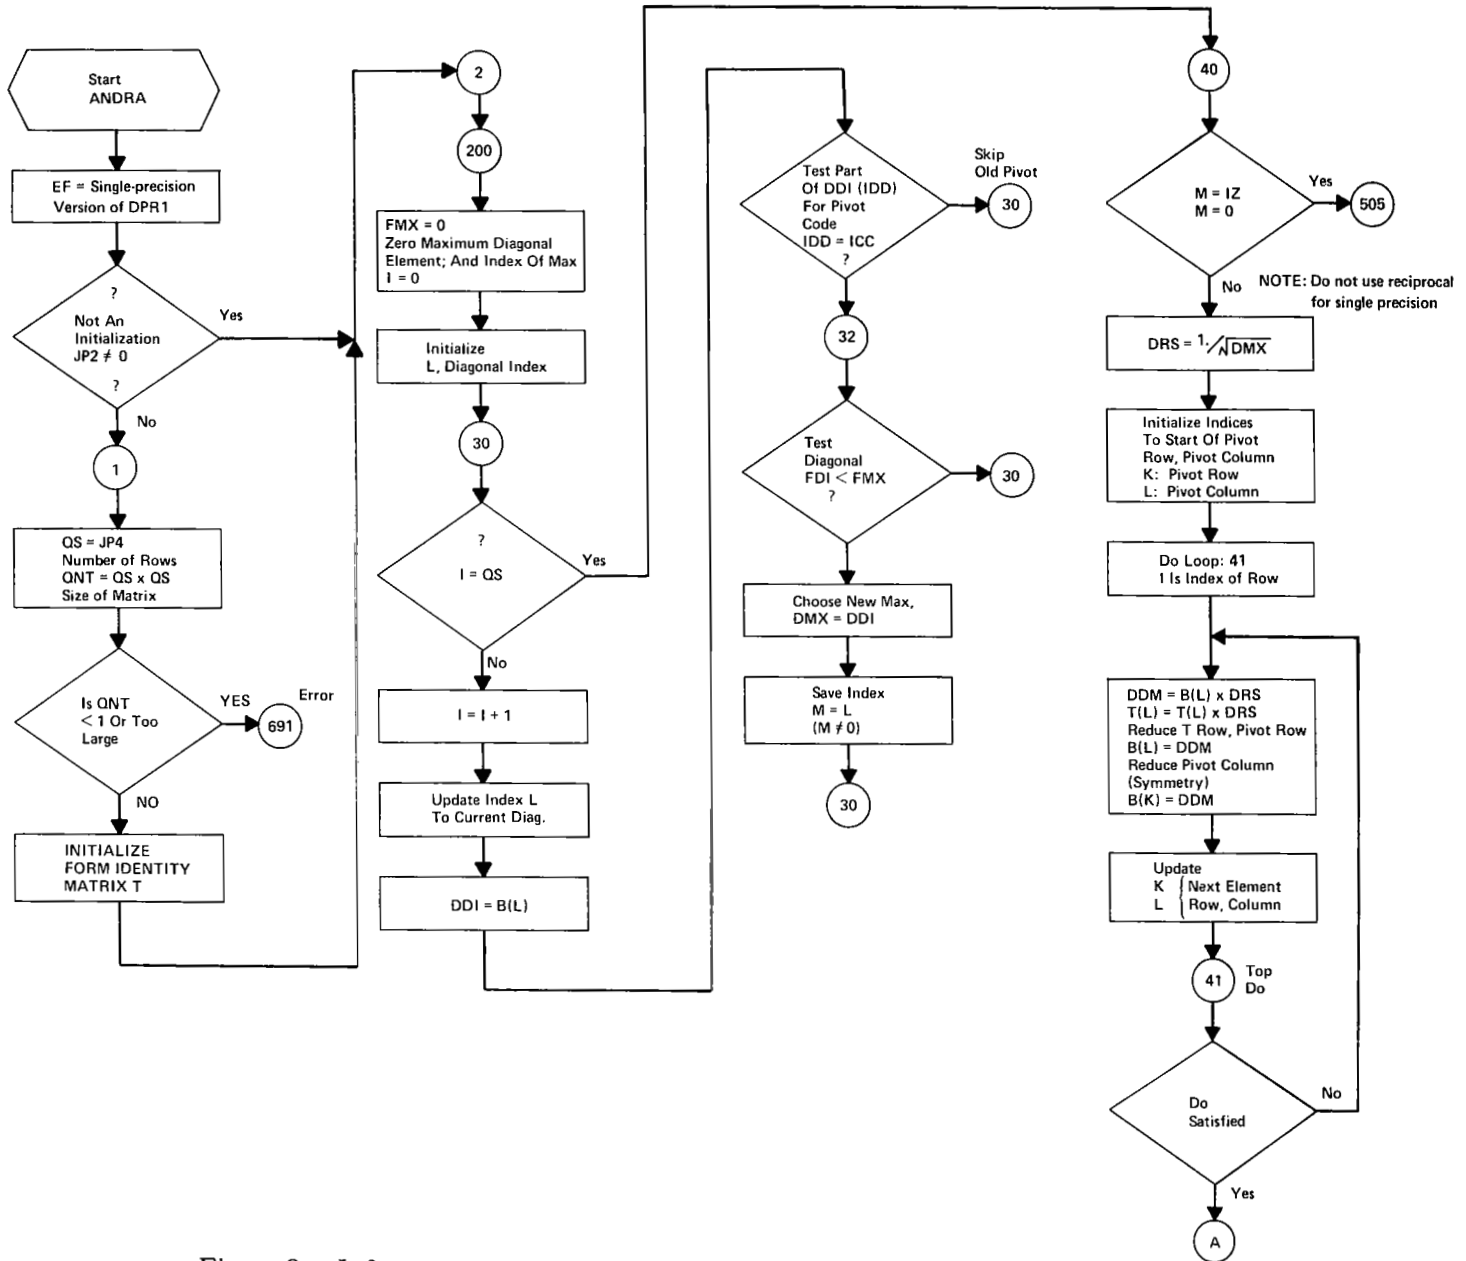 Start
ANDRA
EF = Single-precision
Version of DPR1
?
Not An
Initialization
JP2 ≠ 0
?
Yes
No
1
QS = JP4
Number of Rows
QNT = QS x QS
Size of Matrix
Is QNT
< 1 Or Too
Large
YES
Error
691
NO
INITIALIZE
FORM IDENTITY
MATRIX T
2
200
FMX = 0
Zero Maximum Diagonal
Element; And Index Of Max
I = 0
Initialize
L, Diagonal Index
30
?
I = QS
Yes
No
I = I + 1
Update Index L
To Current Diag.
DDI = B(L)
Test Part
Of DDI (IDD)
For Pivot
Code
IDD = ICC
?
Skip
Old Pivot
30
32
Test
Diagonal
FDI < FMX
?
30
Choose New Max,
DMX = DDI
Save Index
M = L
(M ≠ 0)
30
40
M = IZ
M = 0
Yes
505
No
NOTE: Do not use reciprocal
for single precision
DRS = 1./√DMX
Initialize Indices
To Start Of Pivot
Row, Pivot Column
K: Pivot Row
L: Pivot Column
Do Loop: 41
1 Is Index of Row
DDM = B(L) x DRS
T(L) = T(L) x DRS
Reduce T Row, Pivot Row
B(L) = DDM
Reduce Pivot Column
(Symmetry)
B(K) = DDM
Update
K { Next Element
L Row, Column
41
Top
Do
Do
Satisfied
No
Yes
A